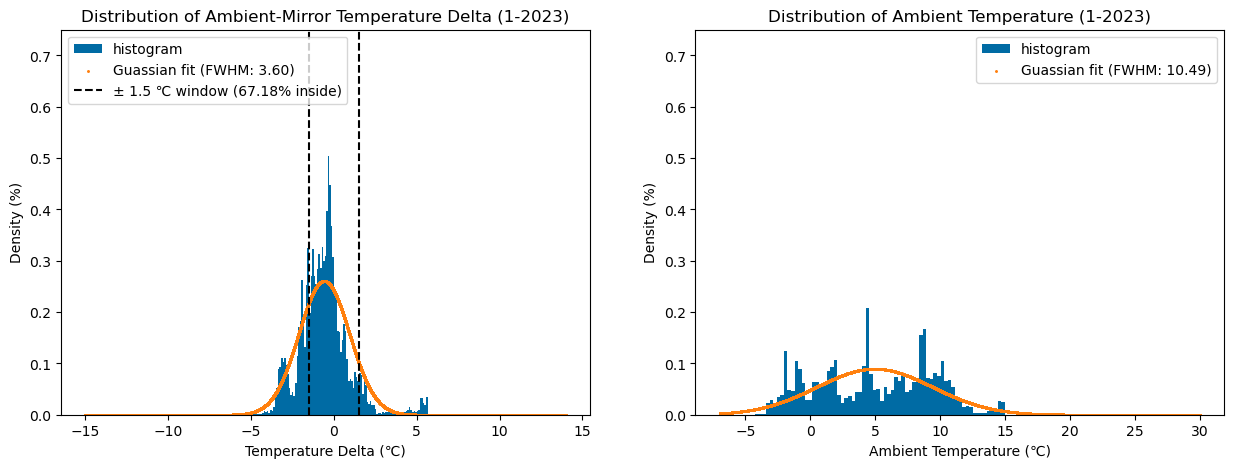 Distribution of Ambient-Mirror Temperature Delta (1-2023)
histogram
Guassian fit (FWHM: 3.60)
± 1.5 ℃ window (67.18% inside)
Density (%)
0.7
0.6
0.5
0.4
0.3
0.2
0.1
0.0
−15
−10
−5
0
5
10
15
Temperature Delta (℃)
Distribution of Ambient Temperature (1-2023)
histogram
Guassian fit (FWHM: 10.49)
Density (%)
0.7
0.6
0.5
0.4
0.3
0.2
0.1
0.0
−5
0
5
10
15
20
25
30
Ambient Temperature (℃)